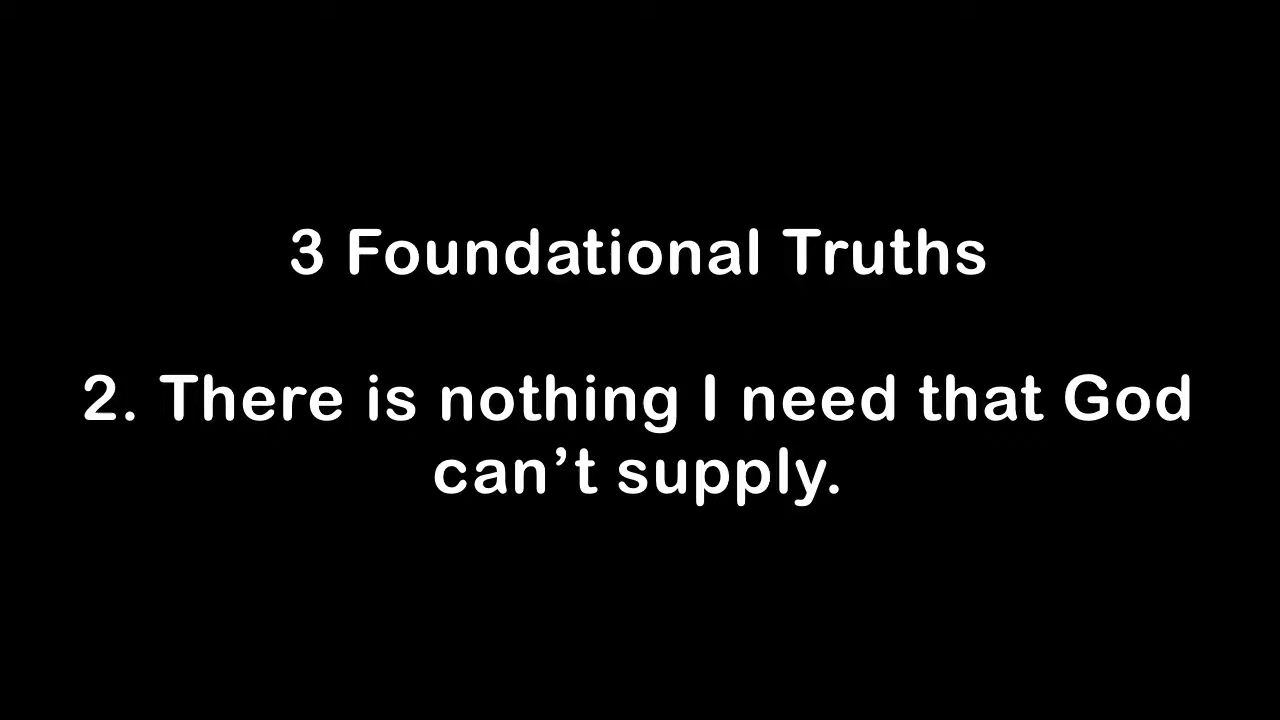 3 Foundational Truths
2. There is nothing I need that God
can’t supply.